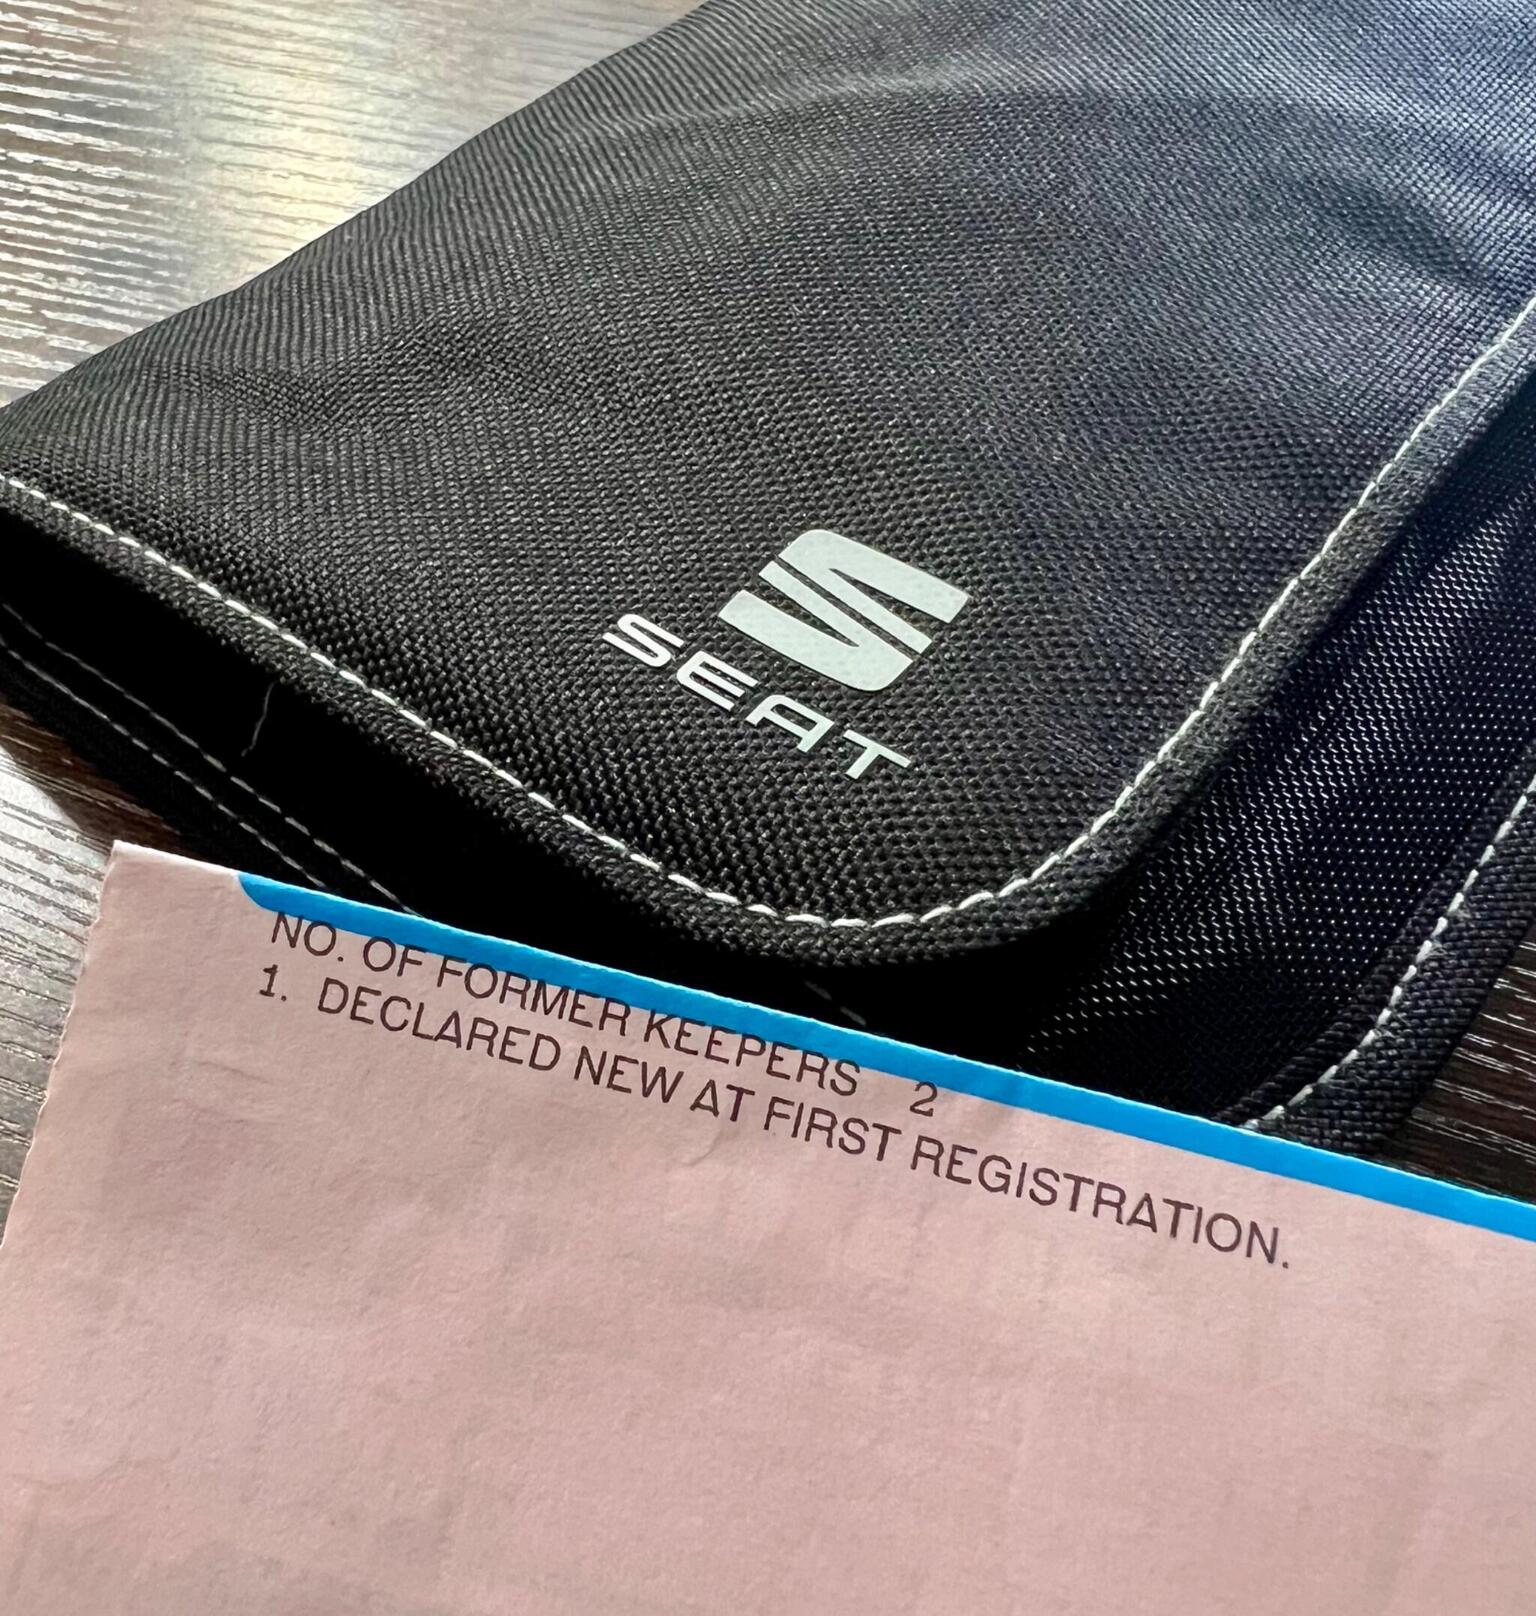 SEAT
NO. OF FORMER KEEPERS 2
1. DECLARED NEW AT FIRST REGISTRATION.